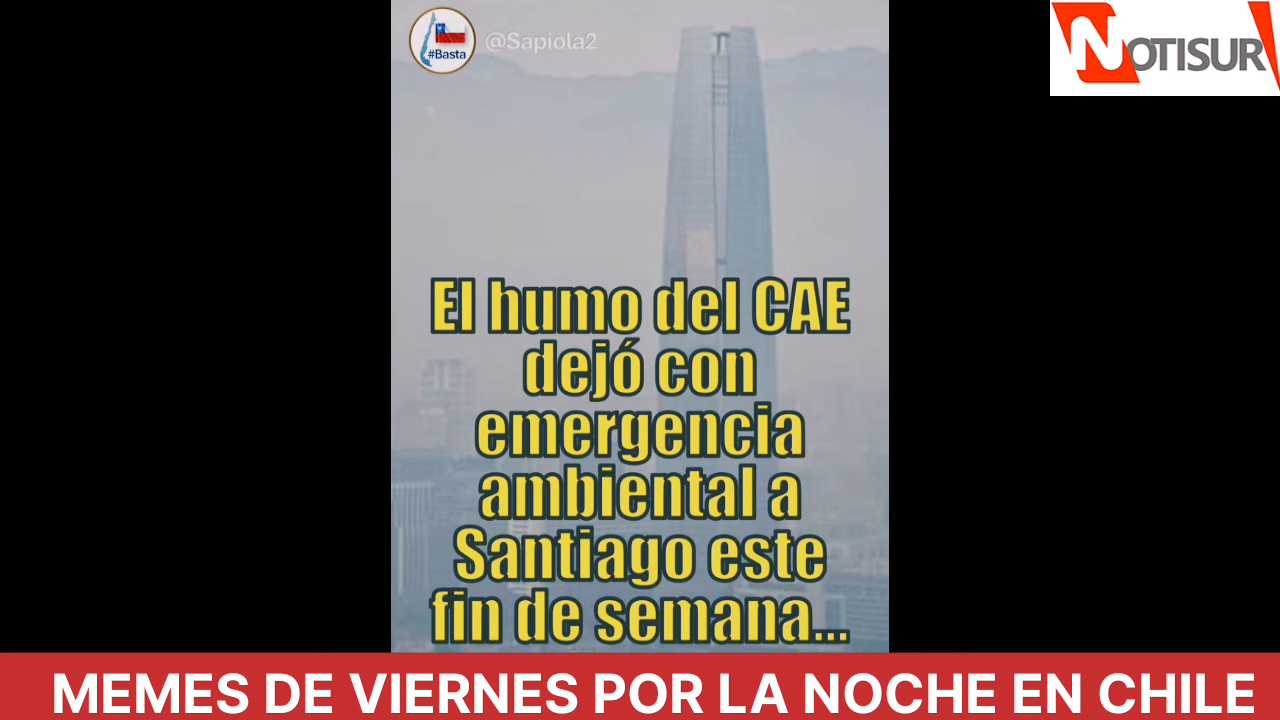 #Basta
@Sapiola2
NOTISUR
El humo del CAE
dejó con
emergencia
ambiental a
Santiago este
fin de semana...
MEMES DE VIERNES POR LA NOCHE EN CHILE